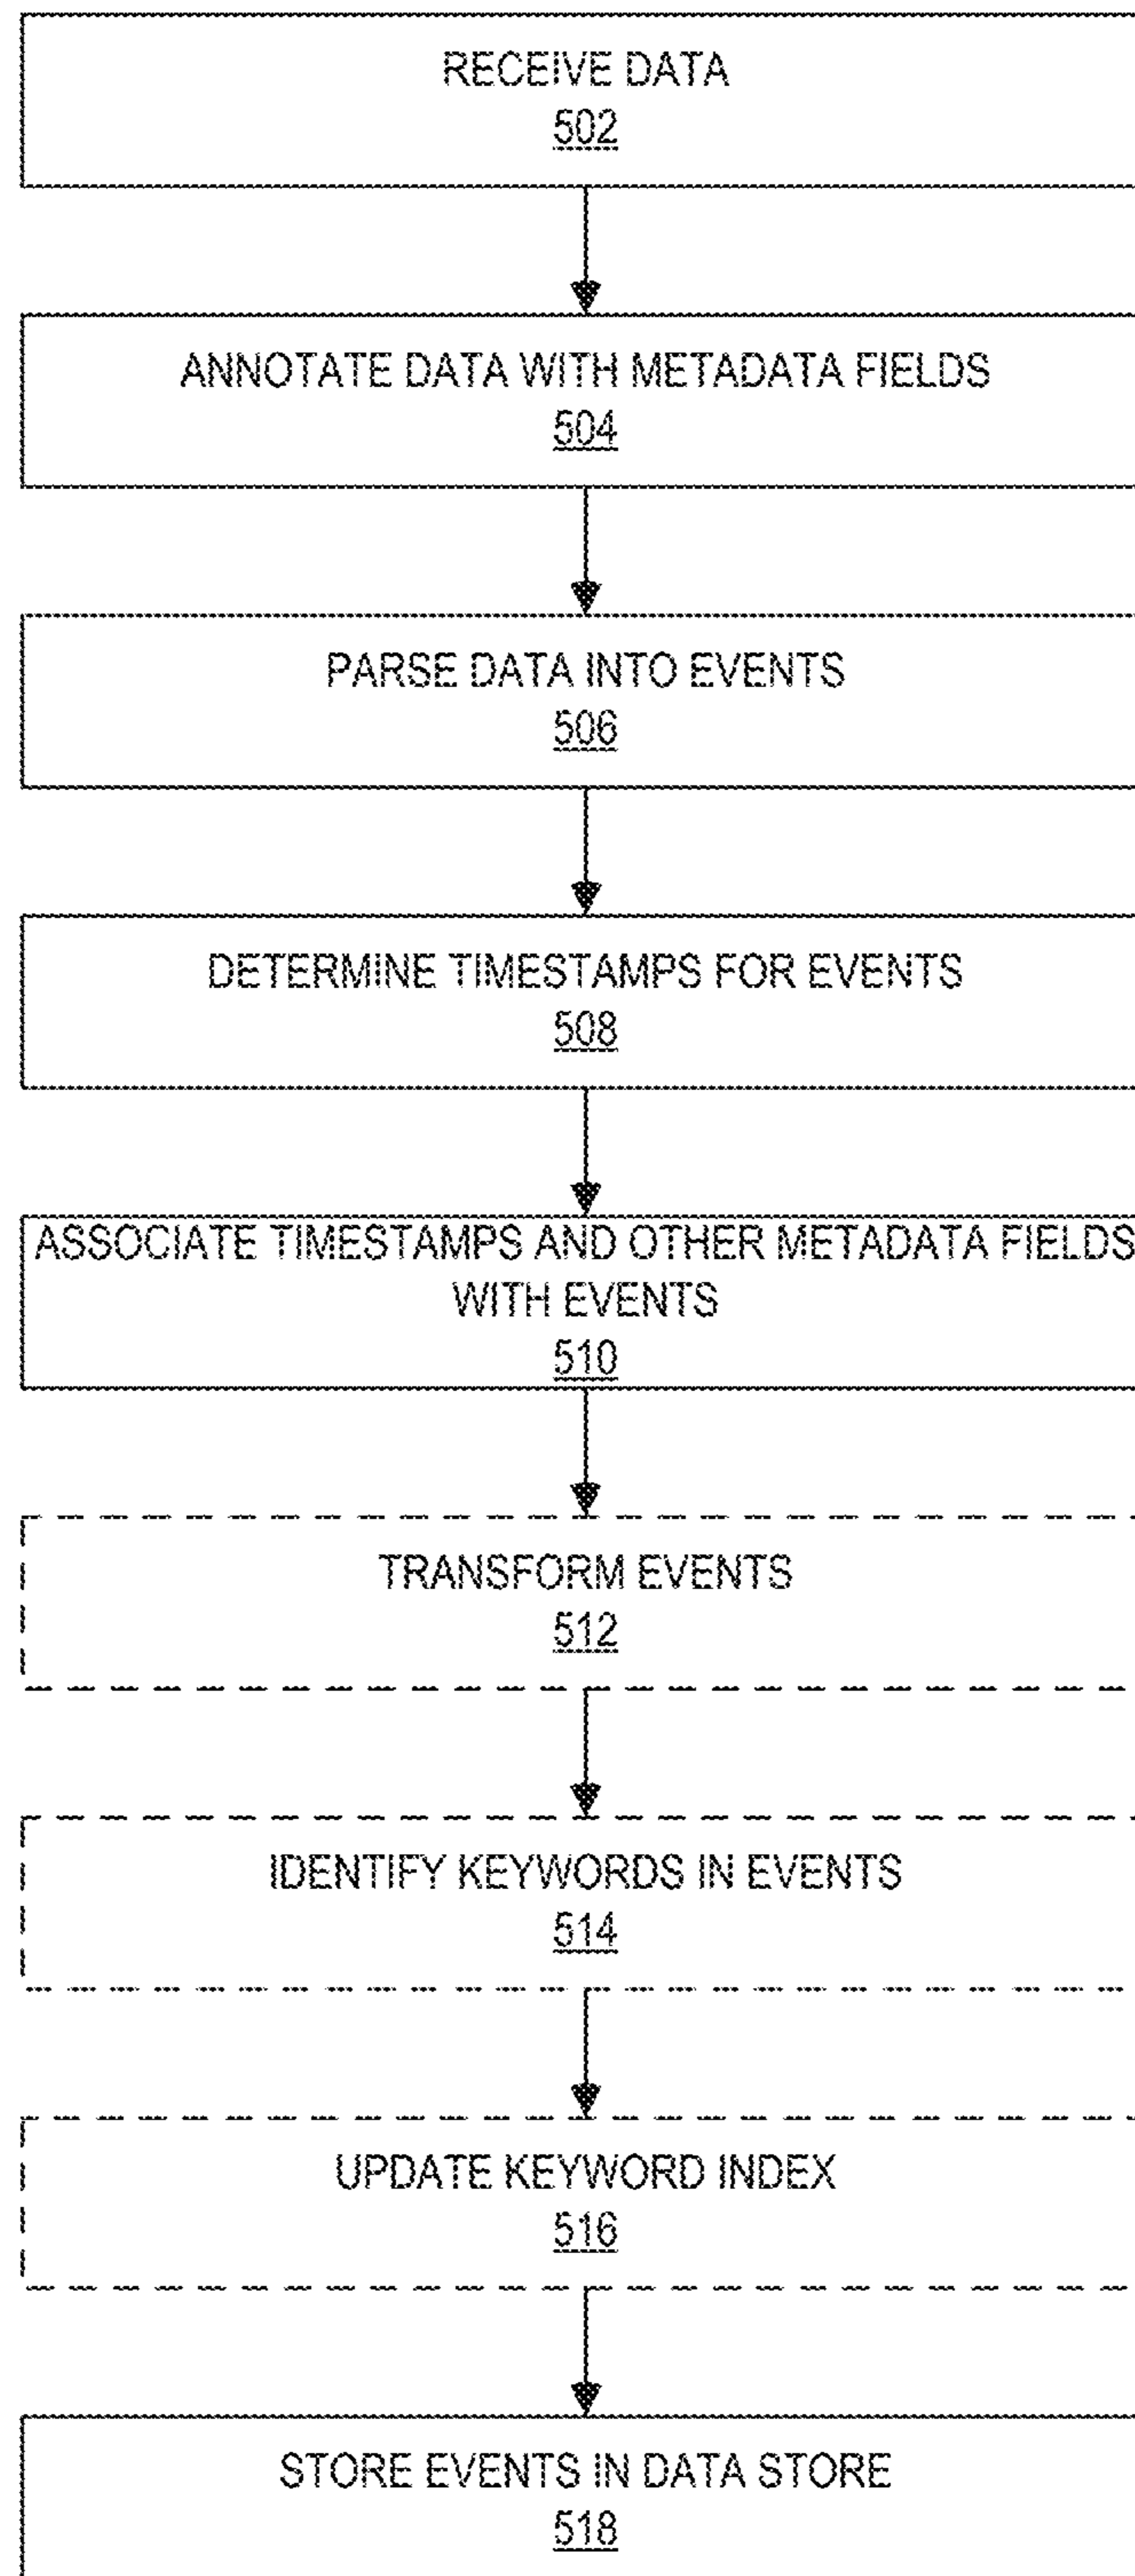 RECEIVE DATA
502
ANNOTATE DATA WITH METADATA FIELDS
504
PARSE DATA INTO EVENTS
506
DETERMINE TIMESTAMPS FOR EVENTS
508
ASSOCIATE TIMESTAMPS AND OTHER METADATA FIELDS
WITH EVENTS
510
TRANSFORM EVENTS
512
IDENTIFY KEYWORDS IN EVENTS
514
UPDATE KEYWORD INDEX
516
STORE EVENTS IN DATA STORE
518